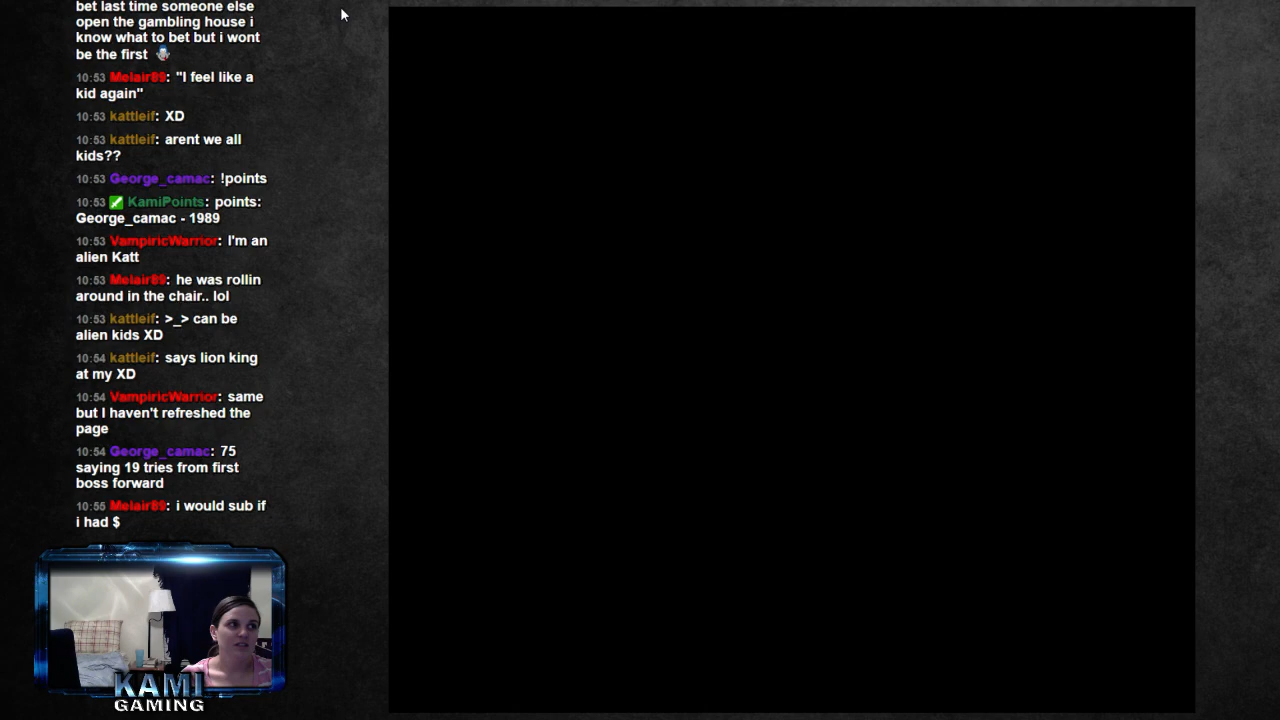 bet last time someone else
open the gambling house i
know what to bet but i wont
be the first
10:53 Melair89: "I feel like a
kid again"
10:53 kattleif: XD
10:53 kattleif: arent we all
kids??
10:53 George_camac: !points
10:53 KamiPoints: points:
George_camac - 1989
10:53 VampiricWarrior: I'm an
alien Katt
10:53 Melair89: he was rollin
around in the chair.. lol
10:53 kattleif: >_> can be
alien kids XD
10:54 kattleif: says lion king
at my XD
10:54 VampiricWarrior: same
but I haven't refreshed the
page
10:54 George_camac: 75
saying 19 tries from first
boss forward
10:55 Melair89: i would sub if
i had $
KAMI
GAMING